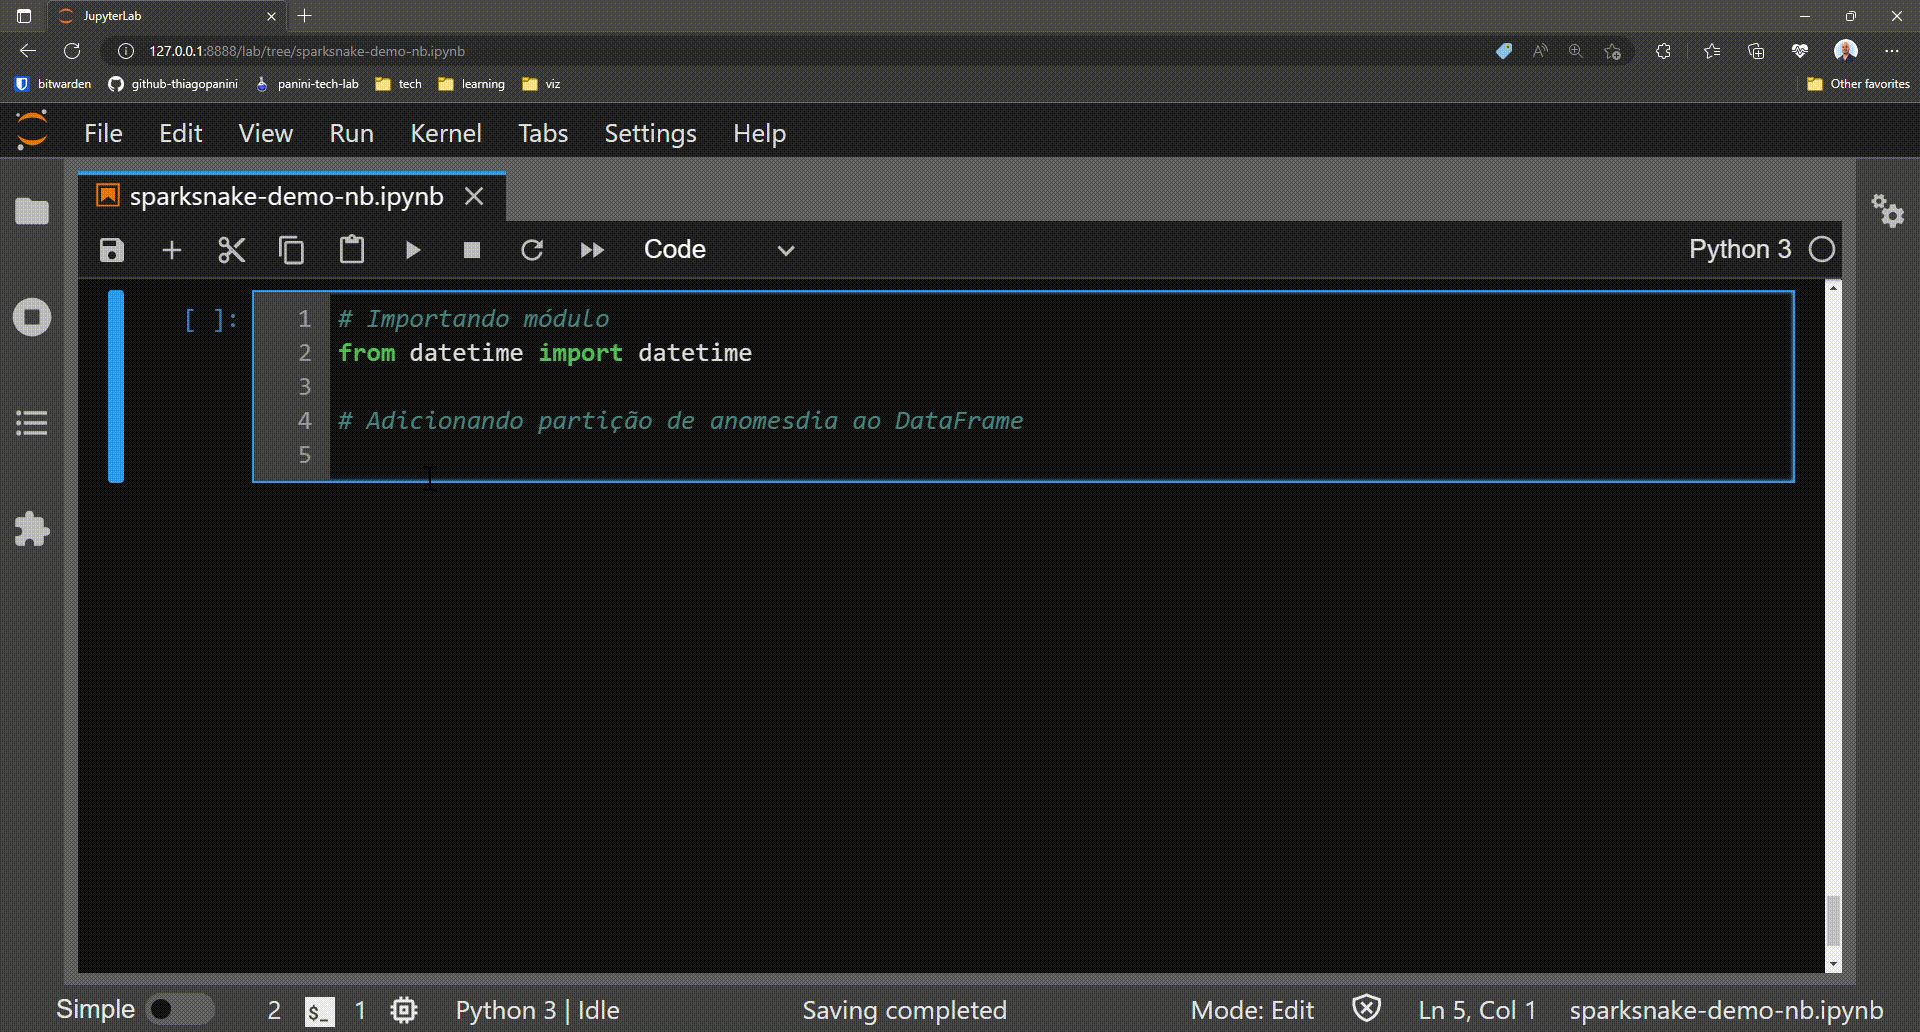 JupyterLab
127.0.0.1:8888/lab/tree/sparksnake-demo-nb.ipynb
bitwarden github-thiagopanini panini-tech-lab tech learning viz Other favorites
File Edit View Run Kernel Tabs Settings Help
sparksnake-demo-nb.ipynb
Code Python 3
[ ]: 1 # Importando módulo
2 from datetime import datetime
3
4 # Adicionando partição de anomesdia ao DataFrame
5
Simple 2 $_ 1 Python 3 | Idle Saving completed Mode: Edit Ln 5, Col 1 sparksnake-demo-nb.ipynb